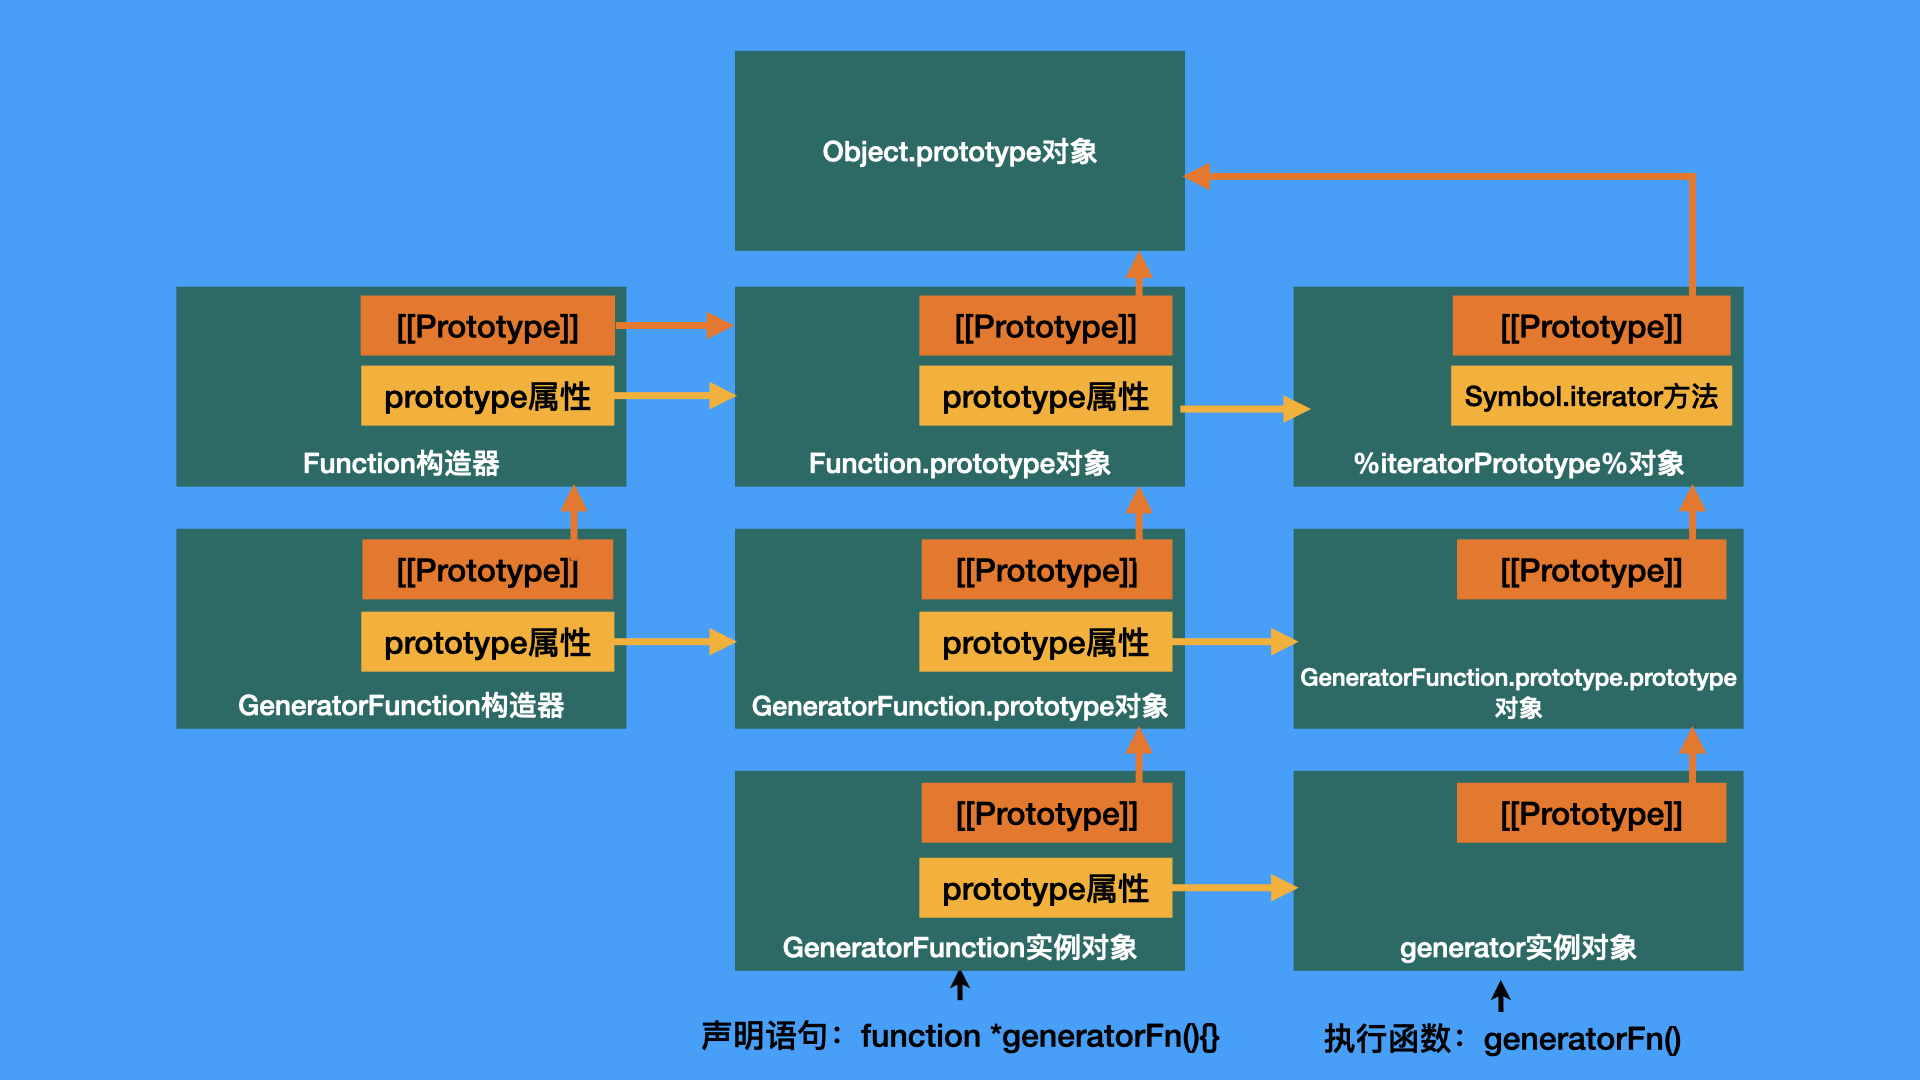 Object.prototype对象
[[Prototype]]
prototype属性
Function构造器
[[Prototype]]
prototype属性
Function.prototype对象
[[Prototype]]
Symbol.iterator方法
%iteratorPrototype%对象
[[Prototype]]
prototype属性
GeneratorFunction构造器
[[Prototype]]
prototype属性
GeneratorFunction.prototype对象
[[Prototype]]
GeneratorFunction.prototype.prototype
对象
[[Prototype]]
prototype属性
GeneratorFunction实例对象
[[Prototype]]
generator实例对象
声明语句：function *generatorFn(){}
执行函数：generatorFn()